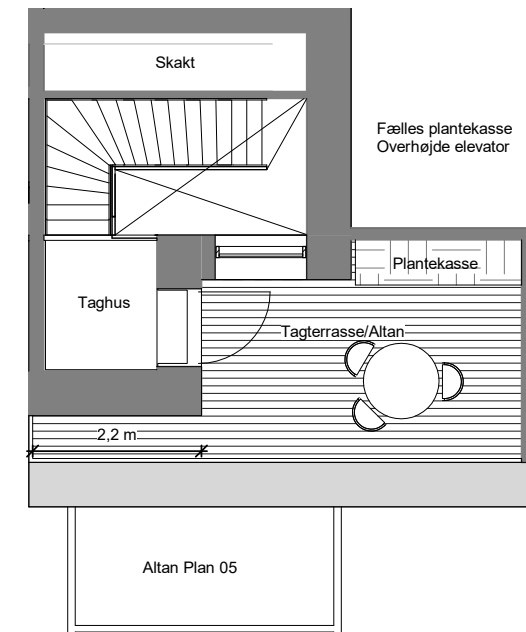 Skakt
Fælles plantekasse
Overhøjde elevator
Plantekasse
Taghus
Tagterrasse/Altan
2,2 m
Altan Plan 05